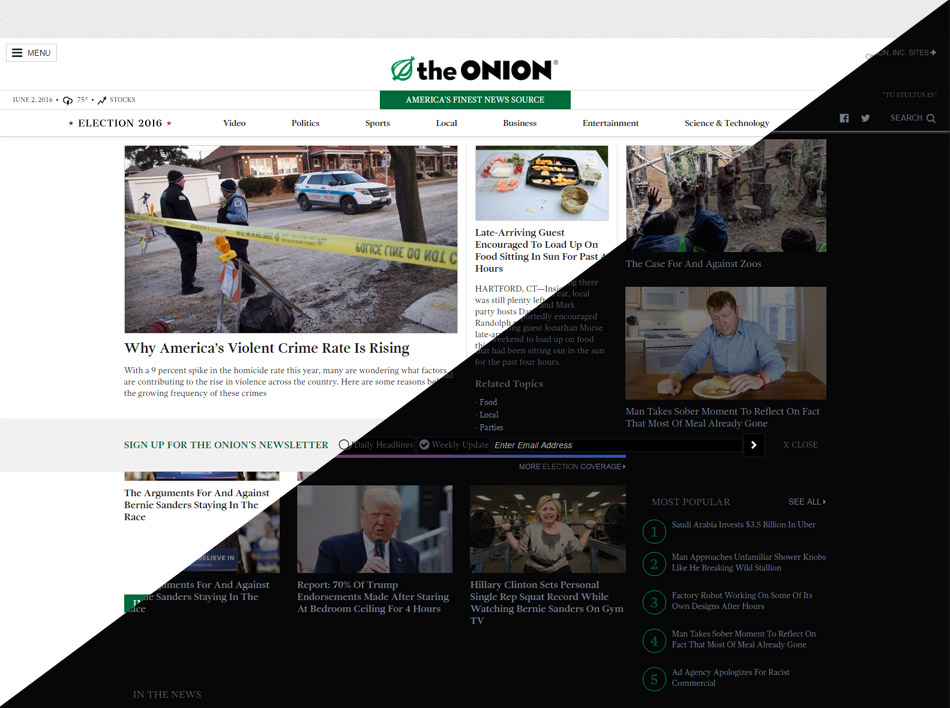 MENU
ON, INC. SITES +
the ONION®
JUNE 2, 2016 • 75° • STOCKS
AMERICA'S FINEST NEWS SOURCE
"TU STULTUS ES"
ELECTION 2016
Video
Politics
Sports
Local
Business
Entertainment
Science & Technology
SEARCH
POLICE LINE DO NOT C
Why America's Violent Crime Rate Is Rising
With a 9 percent spike in the homicide rate this year, many are wondering what factors
are contributing to the rise in violence across the country. Here are some reasons be
the growing frequency of these crimes
Late-Arriving Guest
Encouraged To Load Up On
Food Sitting In Sun For Past 4
Hours
HARTFORD, CT—Insi ng there
was still plenty left eat, local
party hosts Da and Mark
Randolph ortedly encouraged
late-ar ng guest Jonathan Morse
thi weekend to load up on food
that had been sitting out in the sun
for the past four hours.
Related Topics
· Food
· Local
· Parties
The Case For And Against Zoos
Man Takes Sober Moment To Reflect On Fact
That Most Of Meal Already Gone
SIGN UP FOR THE ONION'S NEWSLETTER
Daily Headlines
Weekly Update
Enter Email Address
X CLOSE
MORE ELECTION COVERAGE
The Arguments For And Against
Bernie Sanders Staying In The
Race
BELIEVE IN
uments For And Against
ie Sanders Staying In The
ace
Report: 70% Of Trump
Endorsements Made After Staring
At Bedroom Ceiling For 4 Hours
Hillary Clinton Sets Personal
Single Rep Squat Record While
Watching Bernie Sanders On Gym
TV
MOST POPULAR
SEE ALL
1 Saudi Arabia Invests $3.5 Billion In Uber
2 Man Approaches Unfamiliar Shower Knobs
Like He Breaking Wild Stallion
3 Factory Robot Working On Some Of Its
Own Designs After Hours
4 Man Takes Sober Moment To Reflect On
Fact That Most Of Meal Already Gone
5 Ad Agency Apologizes For Racist
Commercial
IN THE NEWS